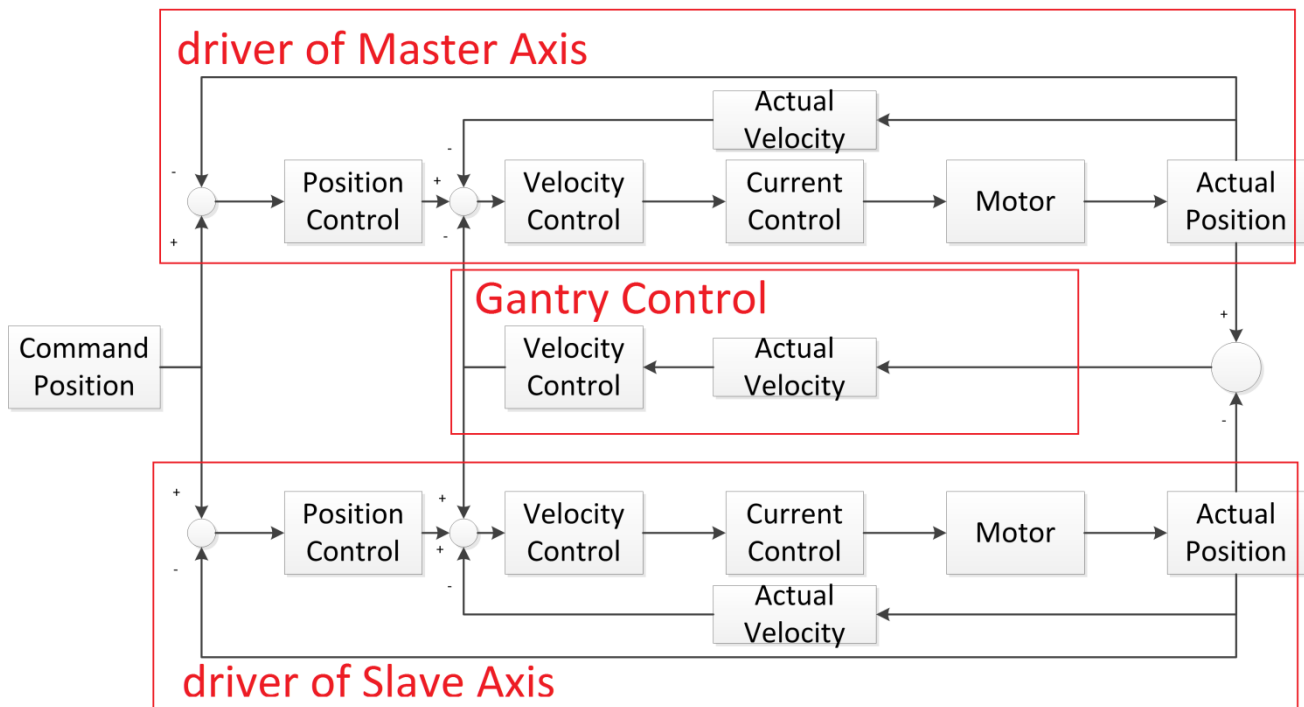 driver of Master Axis
Actual
Velocity
-
-
+
Position
Control
Velocity
Control
Current
Control
Motor
Actual
Position
+
-
Gantry Control
+
Command
Position
Velocity
Control
Actual
Velocity
-
+
+
Position
Control
Velocity
Control
Current
Control
Motor
Actual
Position
-
+
-
Actual
Velocity
driver of Slave Axis